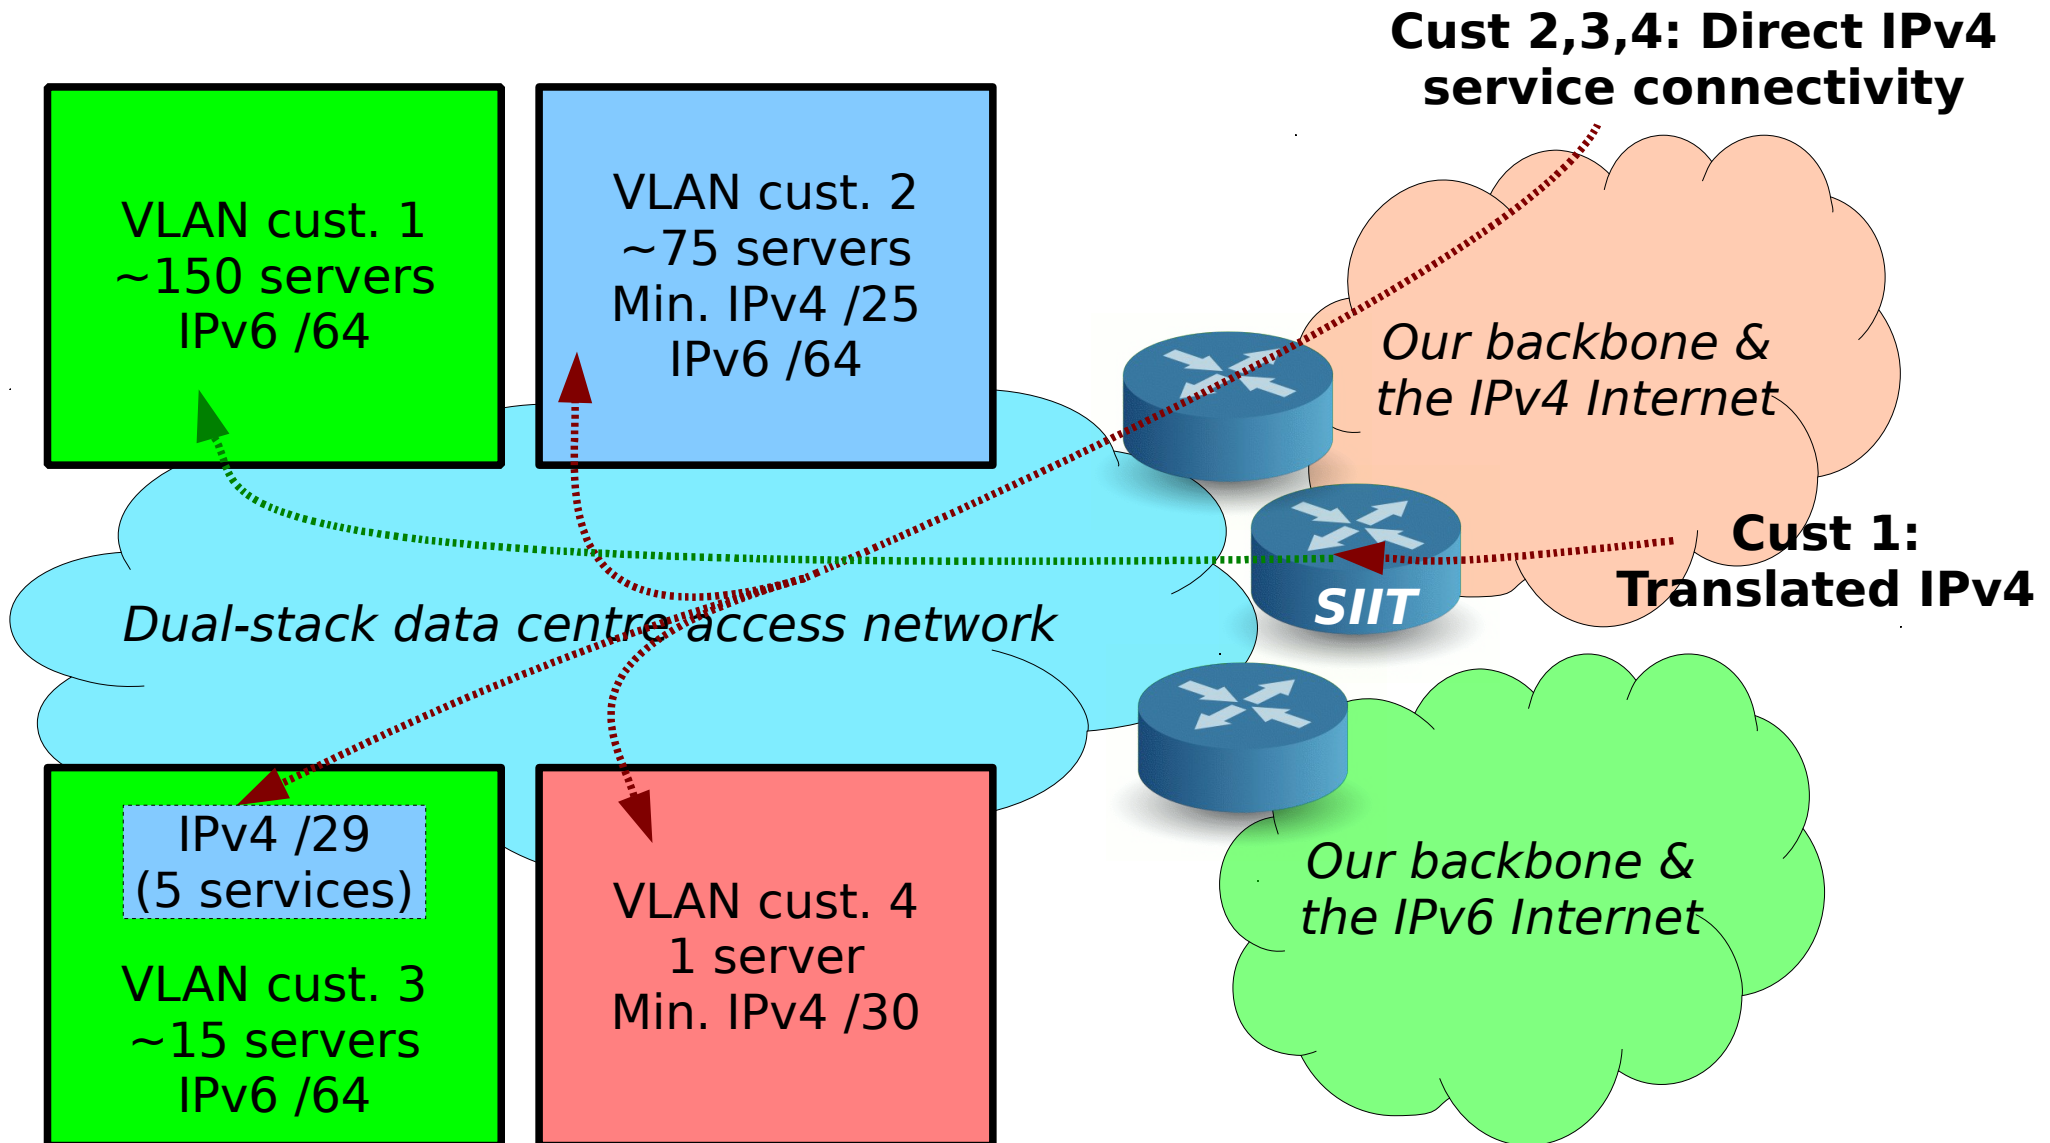 Cust 2,3,4: Direct IPv4
service connectivity
VLAN cust. 1
~150 servers
IPv6 /64
VLAN cust. 2
~75 servers
Min. IPv4 /25
IPv6 /64
Our backbone &
the IPv4 Internet
Cust 1:
Translated IPv4
SIIT
Dual-stack data centre access network
IPv4 /29
(5 services)
VLAN cust. 3
~15 servers
IPv6 /64
VLAN cust. 4
1 server
Min. IPv4 /30
Our backbone &
the IPv6 Internet